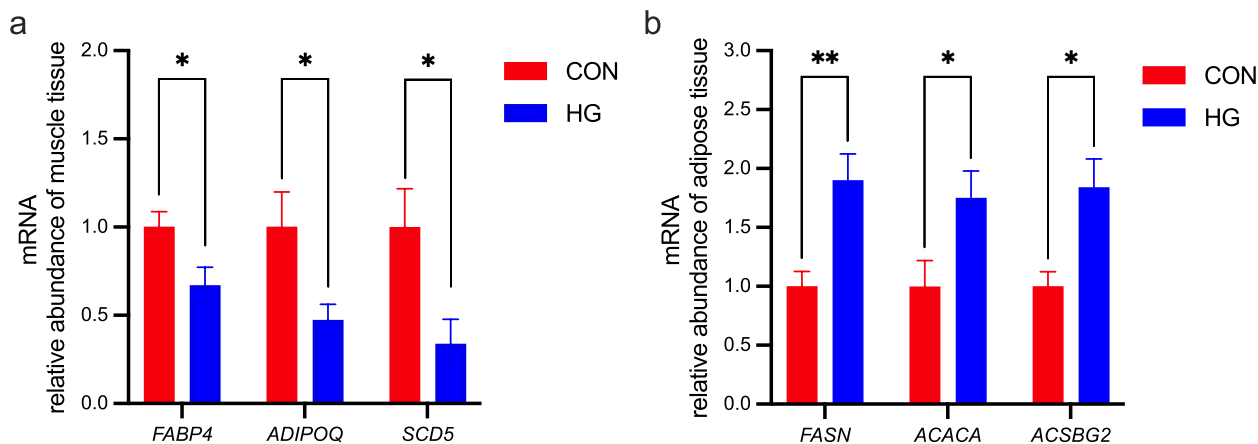 a
mRNA
relative abundance of muscle tissue
2.0
1.5
1.0
0.5
0.0
*
*
*
CON
HG
FABP4
ADIPOQ
SCD5
b
mRNA
relative abundance of adipose tissue
3.0
2.5
2.0
1.5
1.0
0.5
0.0
**
*
*
CON
HG
FASN
ACACA
ACSBG2